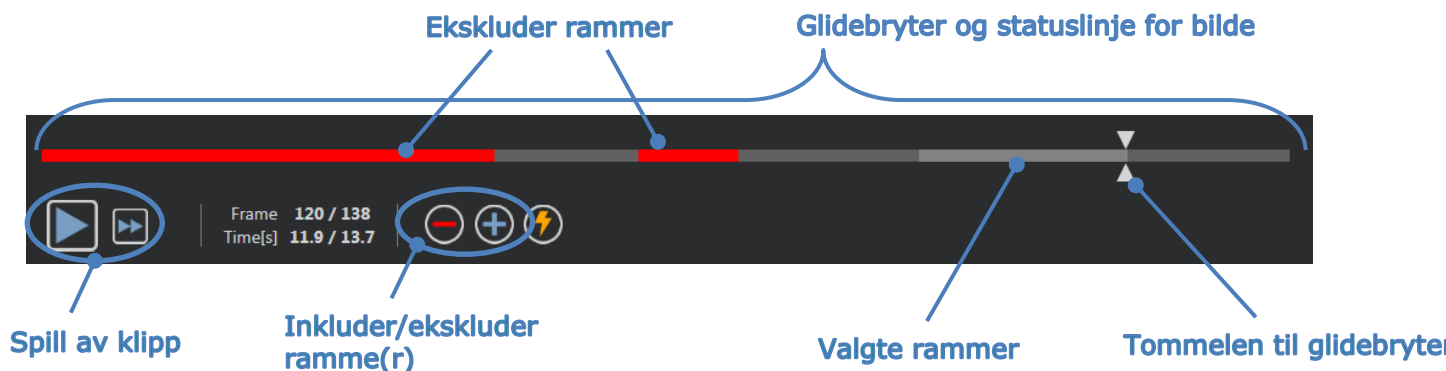 Ekskluder rammer
Glidebryter og statuslinje for bilde
Frame 120 / 138
Time[s] 11.9 / 13.7
Spill av klipp
Inkluder/ekskluder
ramme(r)
Valgte rammer
Tommelen til glidebryter